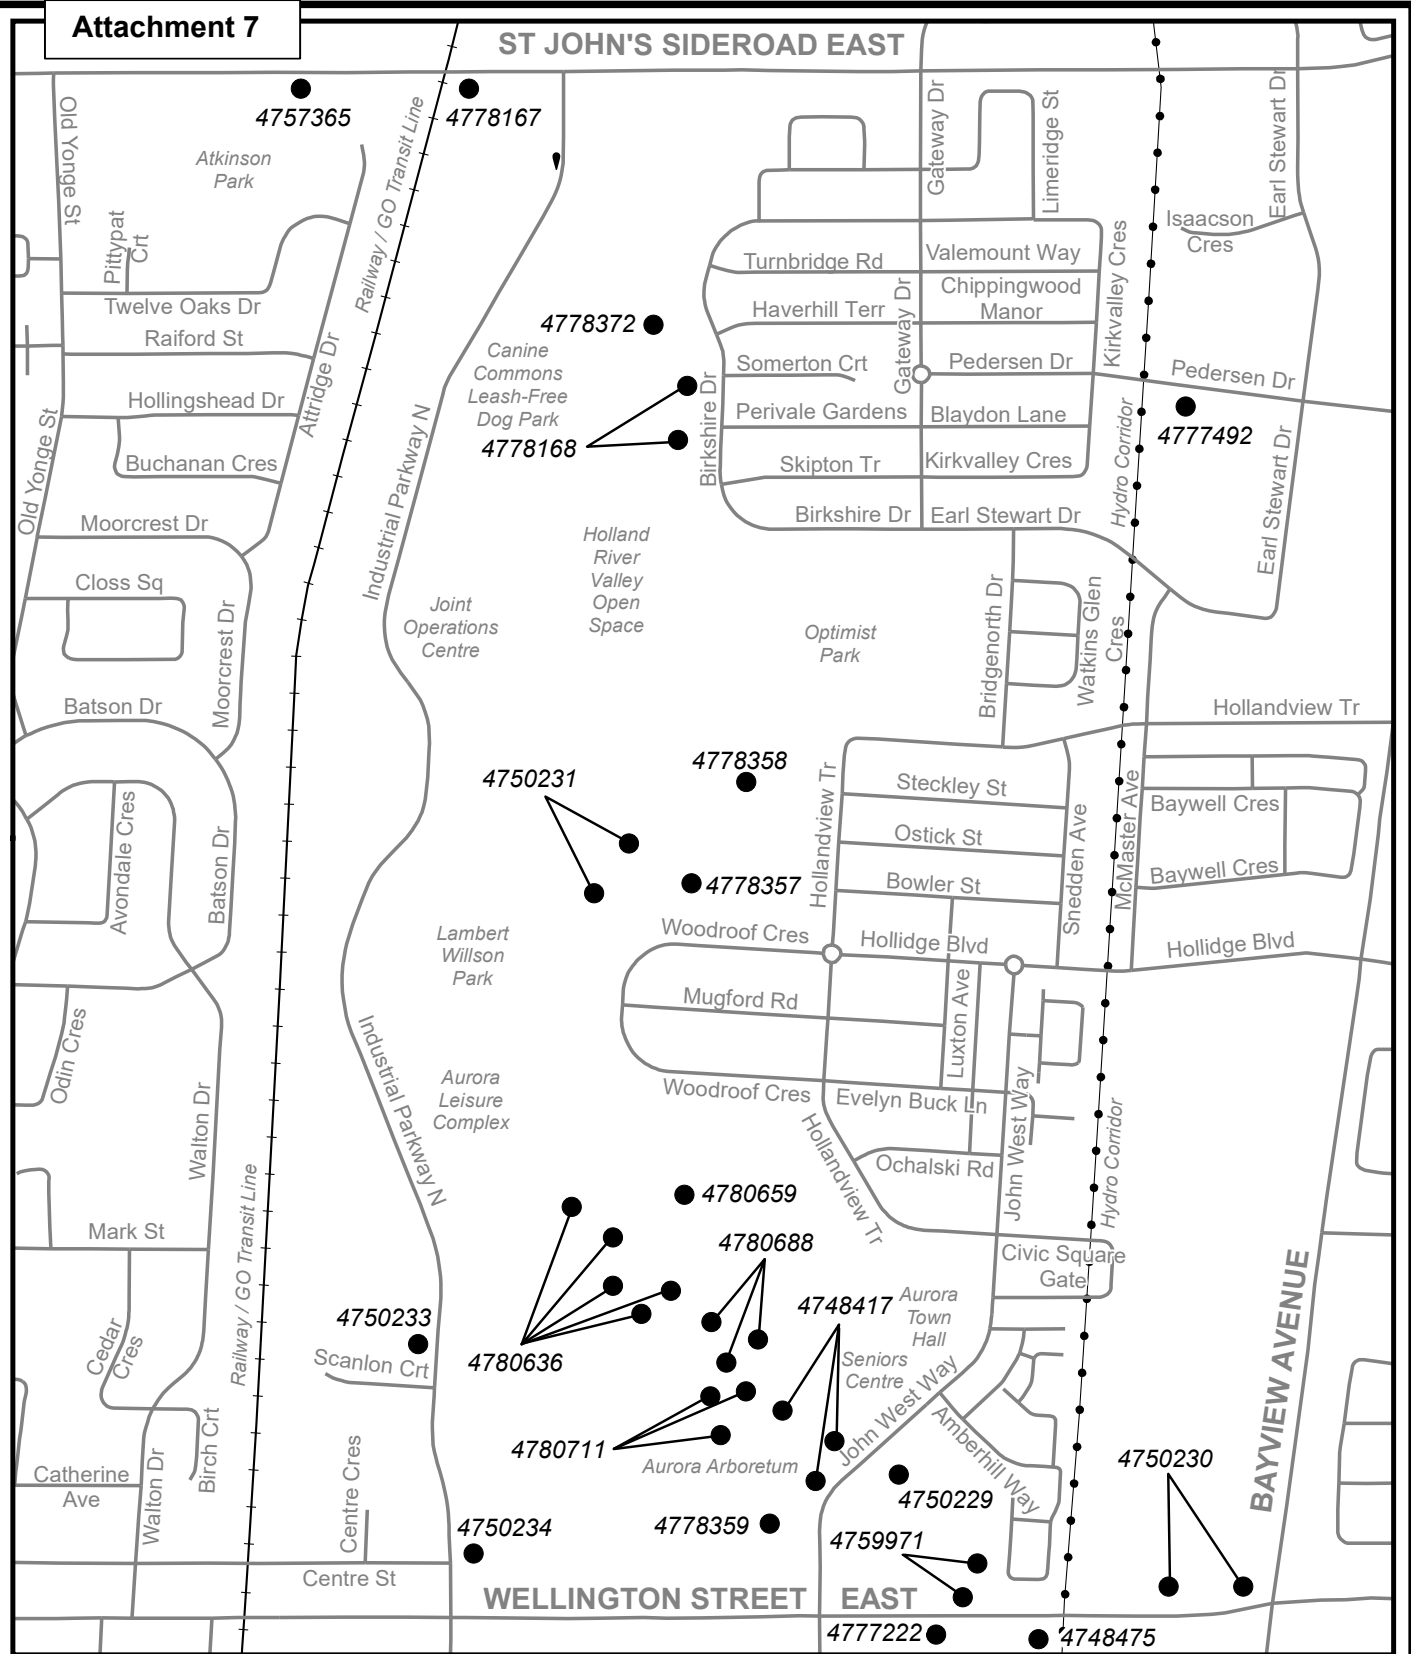 Attachment 7
ST JOHN'S SIDEROAD EAST
4757365
4778167
Old Yonge St
Atkinson
Park
Railway / GO Transit Line
Gateway Dr
Limeridge St
Earl Stewart Dr
Pittypat
Crt
Isaacson
Cres
Kirkvalley Cres
Turnbridge Rd
Valemount Way
Twelve Oaks Dr
Chippingwood
Manor
Haverhill Terr
Gateway Dr
Raiford St
4778372
Attridge Dr
Canine
Commons
Leash-Free
Dog Park
Somerton Crt
Pedersen Dr
Pedersen Dr
Hollingshead Dr
Birkshire Dr
Perivale Gardens
Blaydon Lane
Hydro Corridor
4777492
4778168
Old Yonge St
Buchanan Cres
Industrial Parkway N
Skipton Tr
Kirkvalley Cres
Earl Stewart Dr
Moorcrest Dr
Birkshire Dr
Earl Stewart Dr
Holland
River
Valley
Open
Space
Closs Sq
Moorcrest Dr
Joint
Operations
Centre
Optimist
Park
Bridgenorth Dr
Watkins Glen
Cres
Batson Dr
Hollandview Tr
4778358
4750231
Hollandview Tr
Steckley St
McMaster Ave
Baywell Cres
Avondale Cres
Batson Dr
Ostick St
Snedden Ave
4778357
Bowler St
Baywell Cres
Lambert
Willson
Park
Woodroof Cres
Hollidge Blvd
Hollidge Blvd
Mugford Rd
Luxton Ave
Odin Cres
Industrial Parkway N
Aurora
Leisure
Complex
Woodroof Cres
Evelyn Buck Ln
John West Way
Hydro Corridor
Walton Dr
Hollandview Tr
Ochalski Rd
Railway / GO Transit Line
4780659
Mark St
4780688
Civic Square
Gate
BAYVIEW AVENUE
4750233
4748417
Aurora
Town
Hall
Cedar
Cres
Scanlon Crt
4780636
Seniors
Centre
John West Way
Birch Crt
4780711
Amberhill Way
Aurora Arboretum
4750230
Catherine
Ave
Walton Dr
Centre Cres
4750229
4750234
4778359
4759971
Centre St
WELLINGTON STREET EAST
4777222
4748475